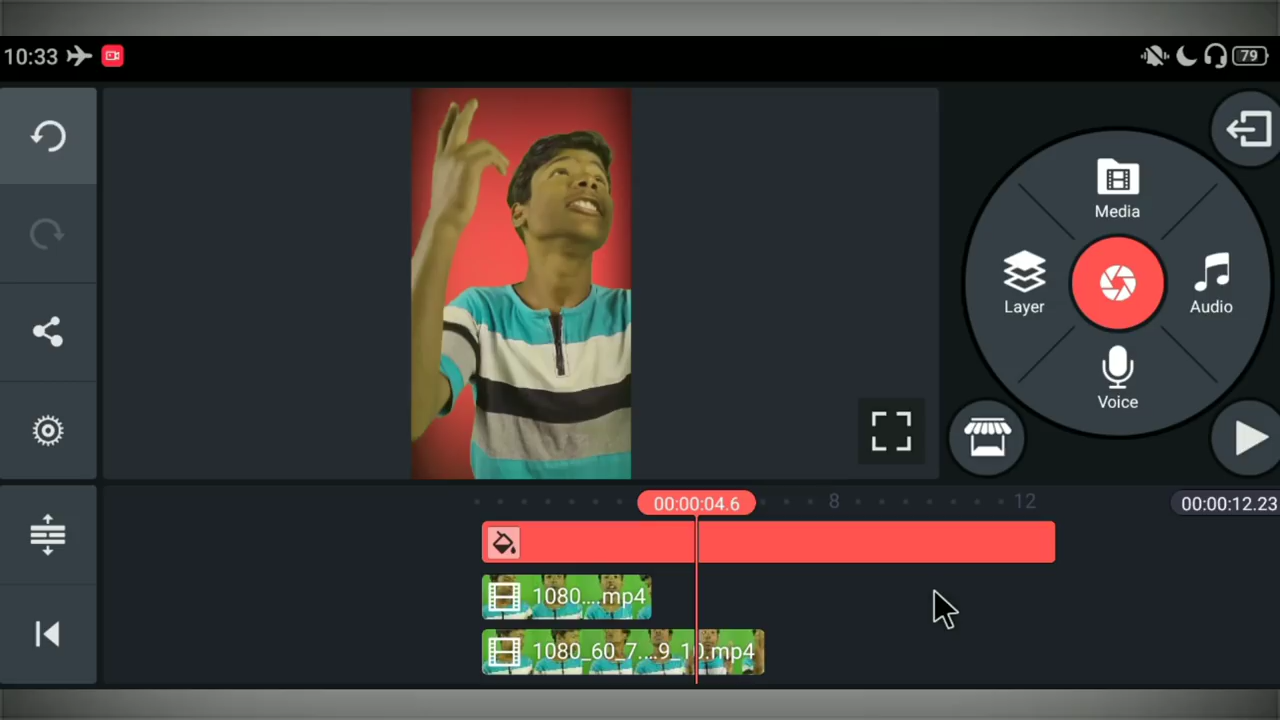 10:33
79
Media
Layer
Audio
Voice
00:00:04.6
8
12
00:00:12.23
1080....mp4
1080_60_7...9_10.mp4